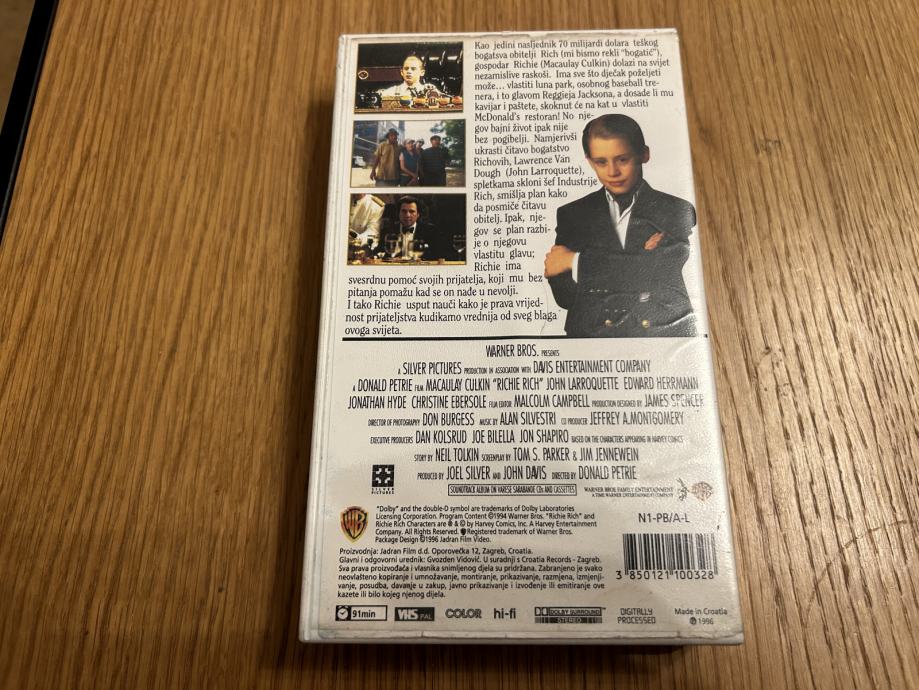 Kao jedini nasljednik 70 milijardi dolara teškog
bogatva obitelji Rich (mi bismo rekli "bogatić"),
gospodar Richie (Macaulay Culkin) dolazi na svijet
nezamislive raskoši. Ima sve što dječak poželjeti
može... vlastiti luna park, osobnog baseball tre-
nera, i to glavom Reggieja Jacksona, a dosade li mu
kavijar i paštete, skoknut će na kat u vlastiti
McDonald's restoran! No nje-
gov bajni život ipak nije
bez pogibelji. Namjerivši
ukrasti čitavo bogatstvo
Richovih, Lawrence Van
Dough (John Larroquette),
spletkama skloni šef Industrije
Rich, smišlja plan kako
da posmiče čitavu
obitelj. Ipak, nje-
gov se plan razbi-
je o njegovu
vlastitu glavu;
Richie ima
svesrdnu pomoć svojih prijatelja, koji mu bez
pitanja pomažu kad se on nađe u nevolji.
I tako Richie usput nauči kako je prava vrijed-
nost prijateljstva kudikamo vrednija od sveg blaga
ovoga svijeta.
WARNER BROS. PRESENTS
A SILVER PICTURES PRODUCTION IN ASSOCIATION WITH DAVIS ENTERTAINMENT COMPANY
A DONALD PETRIE FILM MACAULAY CULKIN "RICHIE RICH" JOHN LARROQUETTE EDWARD HERRMANN
JONATHAN HYDE CHRISTINE EBERSOLE FILM EDITOR MALCOLM CAMPBELL PRODUCTION DESIGNED BY JAMES SPENCER
DIRECTOR OF PHOTOGRAPHY DON BURGESS MUSIC BY ALAN SILVESTRI CO PRODUCER JEFFREY A.MONTGOMERY
EXECUTIVE PRODUCERS DAN KOLSRUD JOE BILELLA JON SHAPIRO BASED ON THE CHARACTERS APPEARING IN HARVEY COMICS
STORY BY NEIL TOLKIN SCREENPLAY BY TOM S. PARKER & JIM JENNEWEIN
PRODUCED BY JOEL SILVER AND JOHN DAVIS DIRECTED BY DONALD PETRIE
SILVER
PICTURES
SOUNDTRACK ALBUM ON VARESE SARABANDE CDs AND CASSETTES
WARNER BROS. FAMILY ENTERTAINMENT
A TIME WARNER ENTERTAINMENT COMPANY
WB
"Dolby" and the double-D symbol are trademarks of Dolby Laboratories
Licensing Corporation. Program Content ©1994 Warner Bros. "Richie Rich" and
Richie Rich Characters are ® & © by Harvey Comics, Inc. A Harvey Entertainment
Company. All Rights Reserved. Registered trademark of Warner Bros.
Package Design ©1996 Jadran Film Video.
N1-PB/A-L
Proizvodnja: Jadran Film d.d. Oporovečka 12, Zagreb, Croatia.
Glavni i odgovorni urednik: Gvozden Vidović. U suradnji s Croatia Records - Zagreb.
Sva prava proizvođača i vlasnika snimljenog djela su pridržana. Zabranjeno je svako
neovlašteno kopiranje i umnožavanje, montiranje, prikazivanje, razmjena, izmjenji-
vanje, posudba, davanje u zakup, javno prikazivanje i izvođenje ili emitiranje ove
kazete ili bilo kojeg njenog dijela.
3 850121 100328
91min
VHS PAL
COLOR
hi-fi
DOLBY SURROUND
STEREO
DIGITALLY
PROCESSED
Made in Croatia
℗ 1996